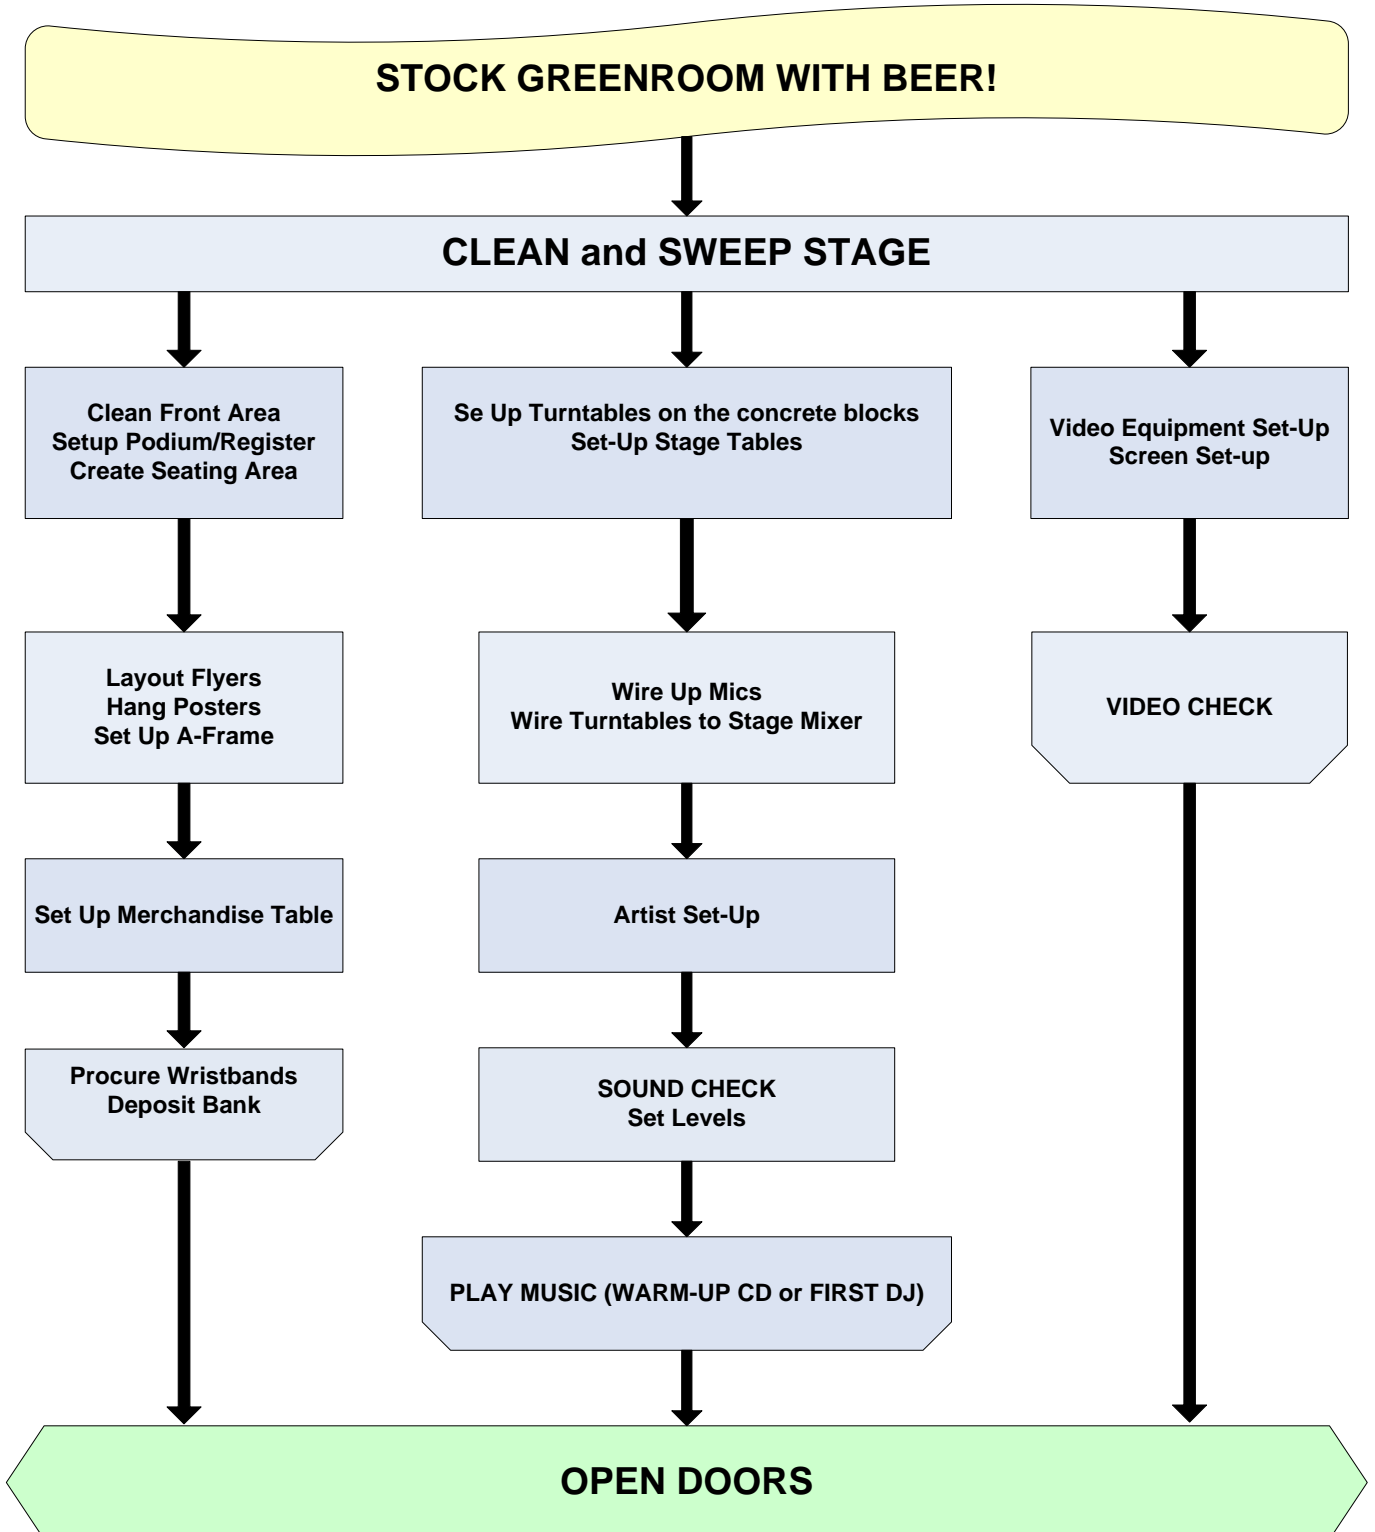 STOCK GREENROOM WITH BEER!
CLEAN and SWEEP STAGE
Clean Front Area
Setup Podium/Register
Create Seating Area
Se Up Turntables on the concrete blocks
Set-Up Stage Tables
Video Equipment Set-Up
Screen Set-up
Layout Flyers
Hang Posters
Set Up A-Frame
Wire Up Mics
Wire Turntables to Stage Mixer
VIDEO CHECK
Set Up Merchandise Table
Artist Set-Up
Procure Wristbands
Deposit Bank
SOUND CHECK
Set Levels
PLAY MUSIC (WARM-UP CD or FIRST DJ)
OPEN DOORS